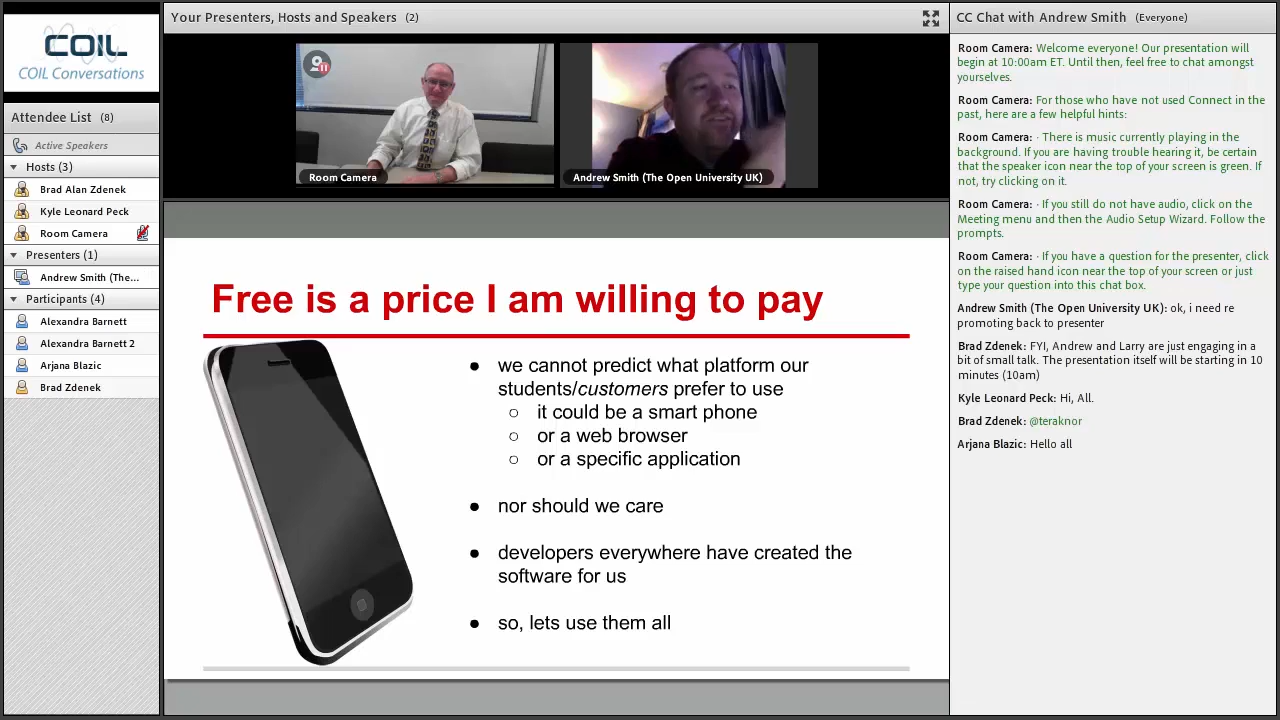 COIL
COIL Conversations
Attendee List (8)
Active Speakers
Hosts (3)
Brad Alan Zdenek
Kyle Leonard Peck
Room Camera
Presenters (1)
Andrew Smith (The...
Participants (4)
Alexandra Barnett
Alexandra Barnett 2
Arjana Blazic
Brad Zdenek
Your Presenters, Hosts and Speakers (2)
Room Camera
Andrew Smith (The Open University UK)
Free is a price I am willing to pay
● we cannot predict what platform our
students/customers prefer to use
○ it could be a smart phone
○ or a web browser
○ or a specific application
● nor should we care
● developers everywhere have created the
software for us
● so, lets use them all
CC Chat with Andrew Smith (Everyone)
Room Camera: Welcome everyone! Our presentation will
begin at 10:00am ET. Until then, feel free to chat amongst
yourselves.
Room Camera: For those who have not used Connect in the
past, here are a few helpful hints:
Room Camera: · There is music currently playing in the
background. If you are having trouble hearing it, be certain
that the speaker icon near the top of your screen is green. If
not, try clicking on it.
Room Camera: · If you still do not have audio, click on the
Meeting menu and then the Audio Setup Wizard. Follow the
prompts.
Room Camera: · If you have a question for the presenter, click
on the raised hand icon near the top of your screen or just
type your question into this chat box.
Andrew Smith (The Open University UK): ok, i need re
promoting back to presenter
Brad Zdenek: FYI, Andrew and Larry are just engaging in a
bit of small talk. The presentation itself will be starting in 10
minutes (10am)
Kyle Leonard Peck: Hi, All.
Brad Zdenek: @teraknor
Arjana Blazic: Hello all